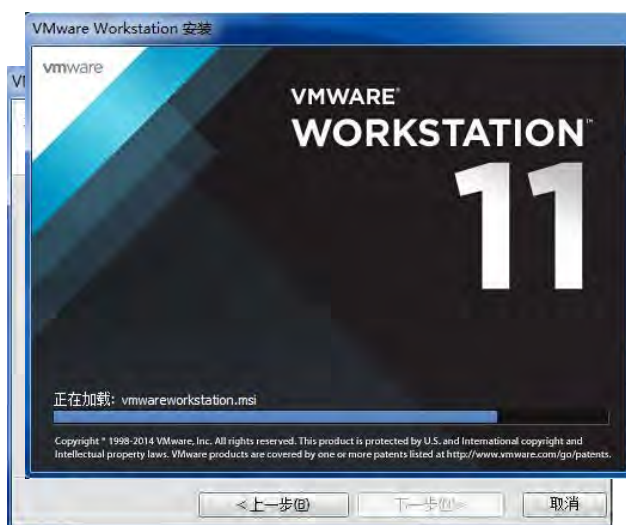 VMware Workstation 安装
vmware
VMWARE®
WORKSTATION™
11
正在加载: vmwareworkstation.msi
Copyright © 1998-2014 VMware, Inc. All rights reserved. This product is protected by U.S. and International copyright and
Intellectual property laws. VMware products are covered by one or more patents listed at http://www.vmware.com/go/patents.
<上一步(B) 下一步(N)> 取消